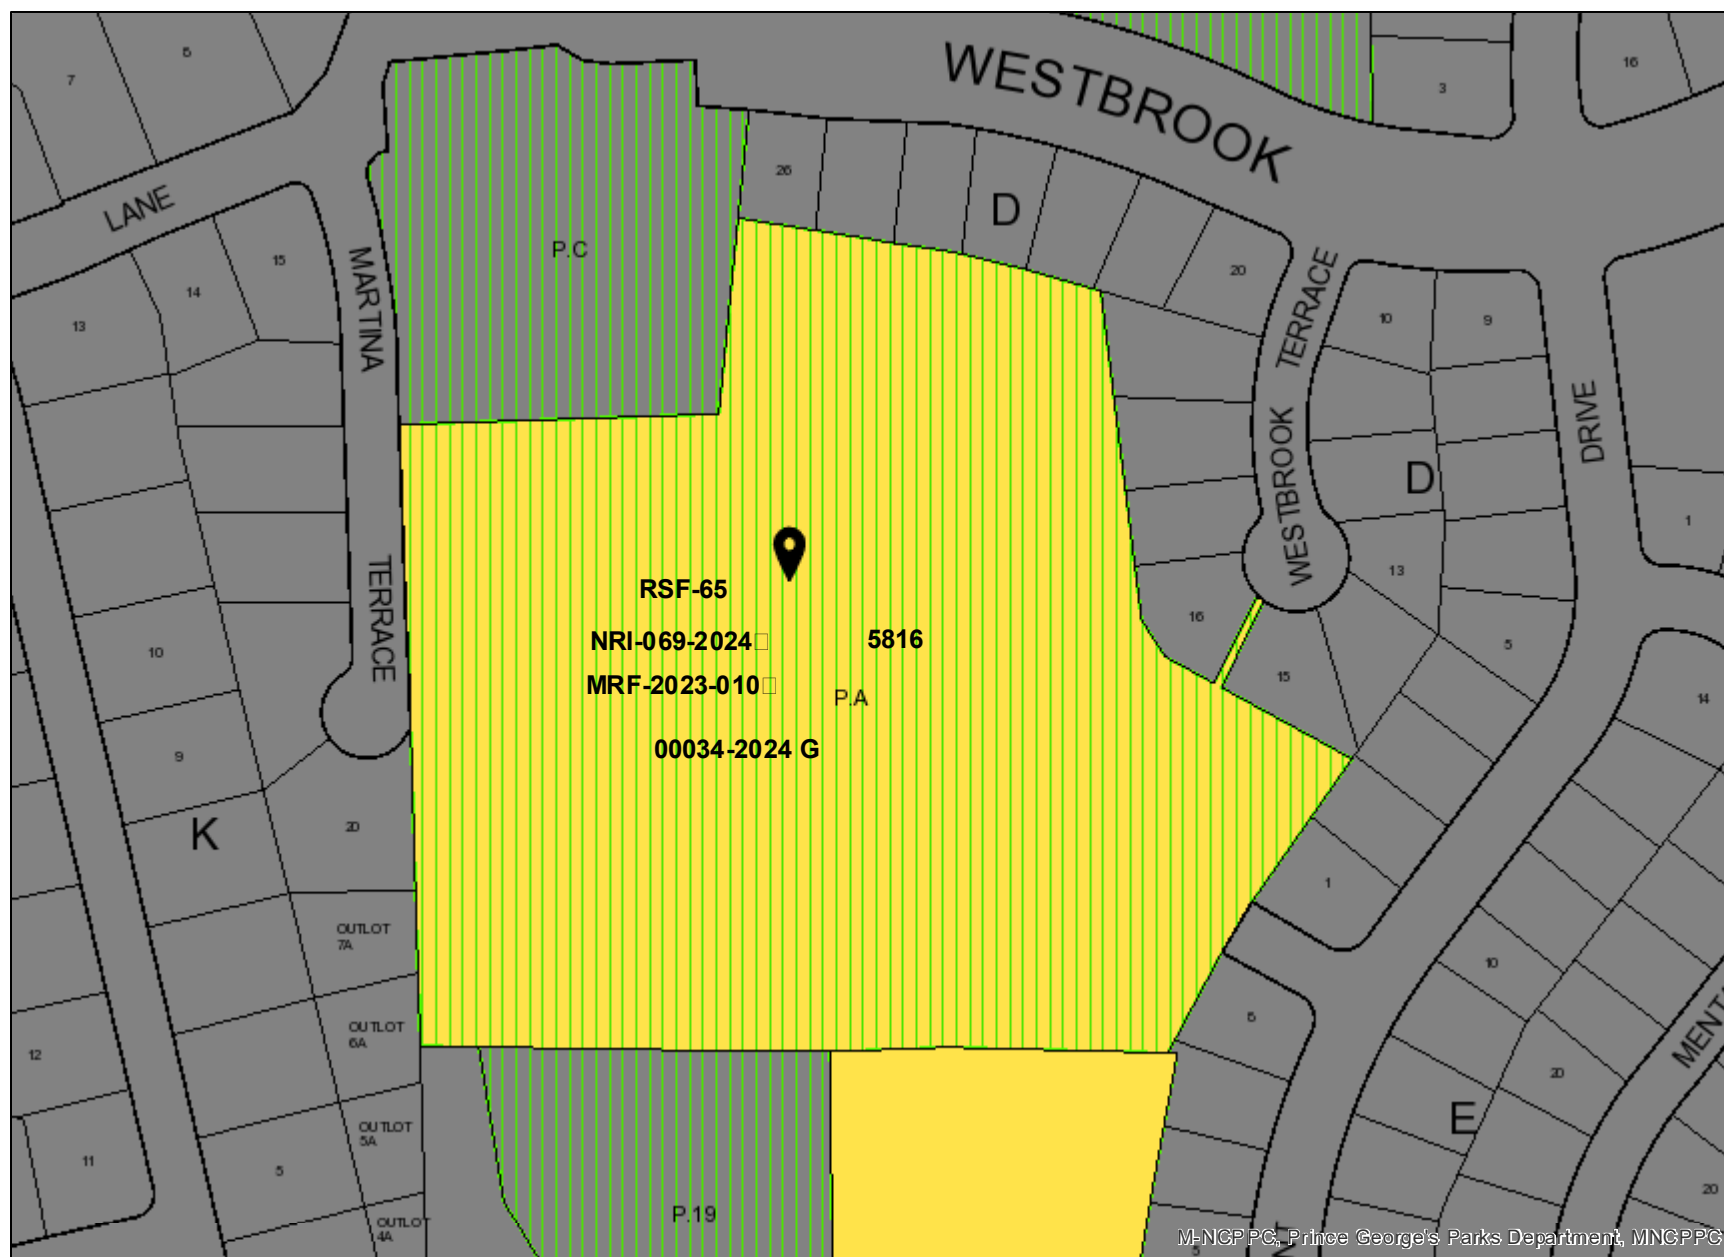 WESTBROOK
6
7
16
3
26
D
LANE
P.C
20
15
14
13
MARTINA
WESTBROOK TERRACE
10
9
DRIVE
D
1
TERRACE
13
RSF-65
NRI-069-2024
5816
16
5
10
MRF-2023-010
P.A
15
14
00034-2024 G
9
20
K
1
OUTLOT
7A
10
6
OUTLOT
6A
12
20
E
OUTLOT
5A
11
5
20
P.19
OUTLOT
4A
5
M-NCPPC, Prince George's Parks Department, MNCPPC